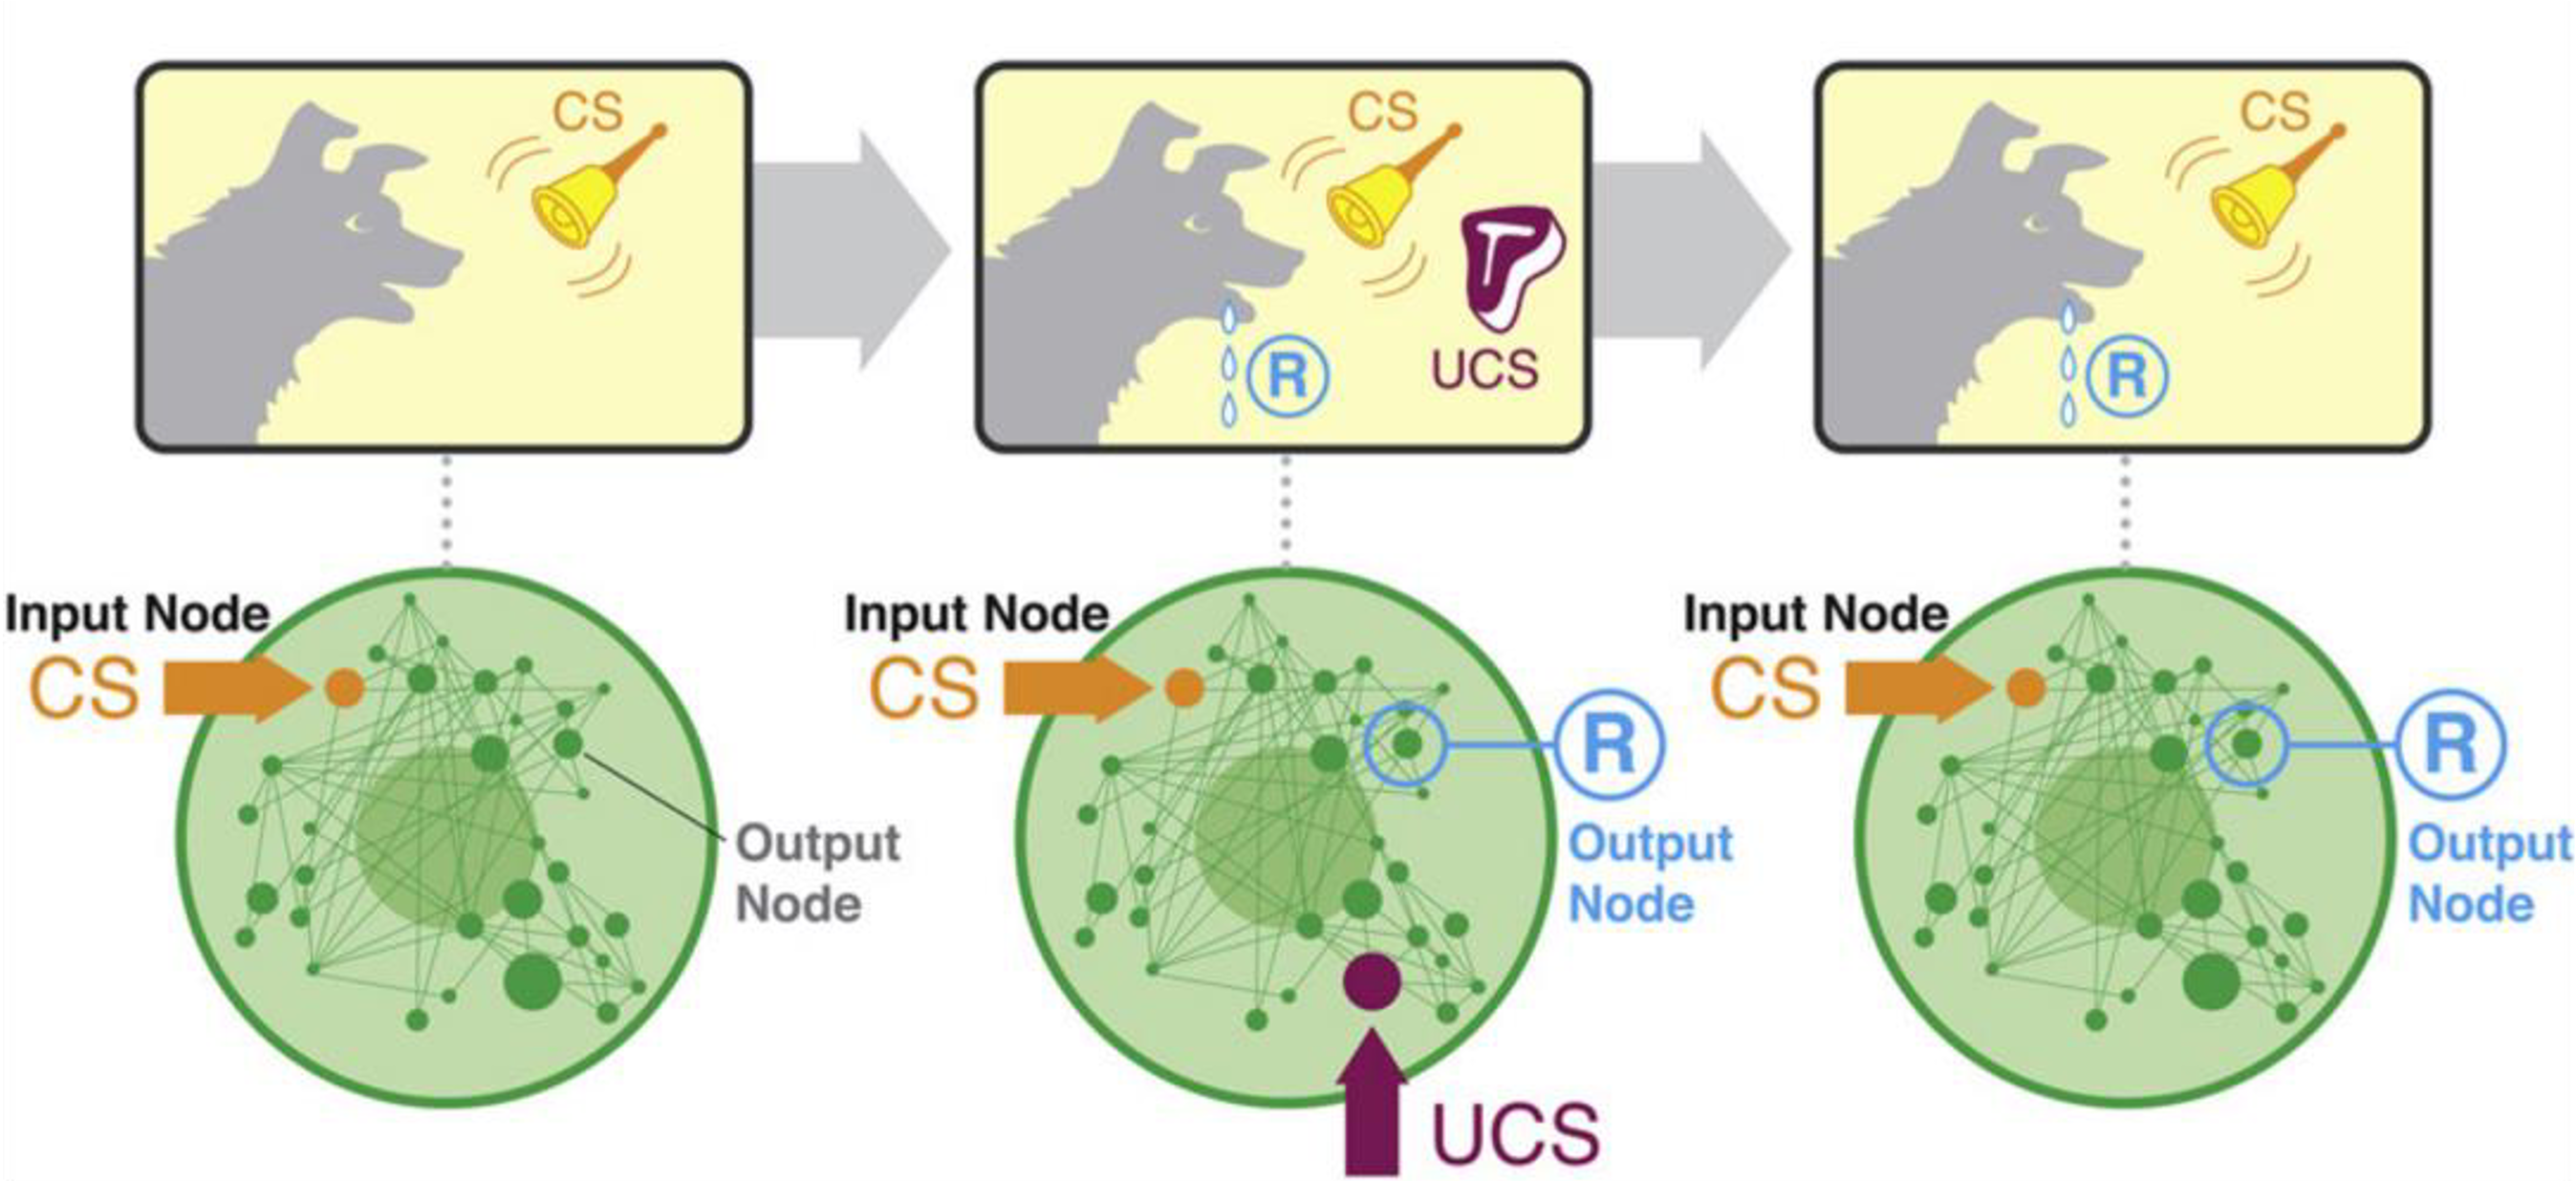 CS
CS
UCS
R
CS
R
Input Node
CS
Output
Node
Input Node
CS
R
Output
Node
UCS
Input Node
CS
R
Output
Node